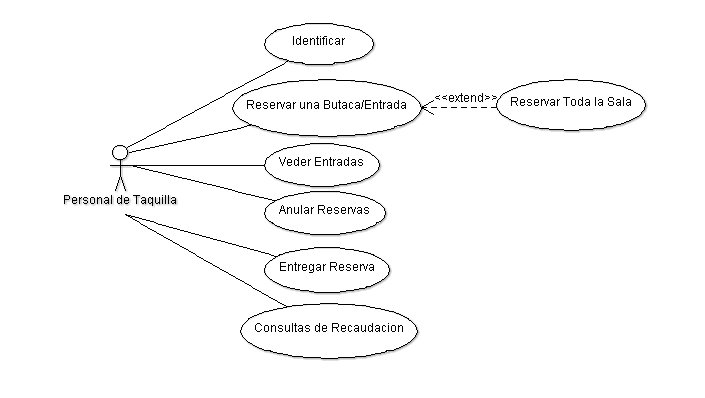 Identificar
Reservar una Butaca/Entrada
<<extend>>
Reservar Toda la Sala
Veder Entradas
Personal de Taquilla
Anular Reservas
Entregar Reserva
Consultas de Recaudacion